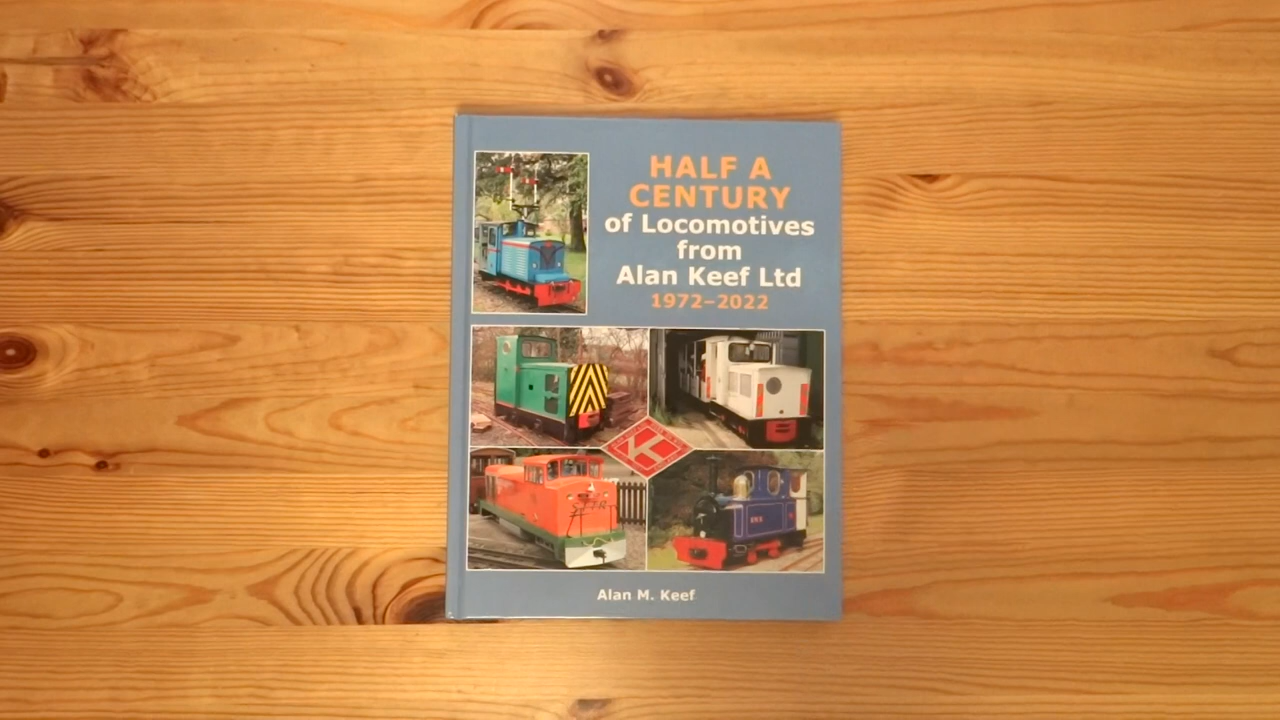 HALF A
CENTURY
of Locomotives
from
Alan Keef Ltd
1972–2022
K
Alan M. Keef